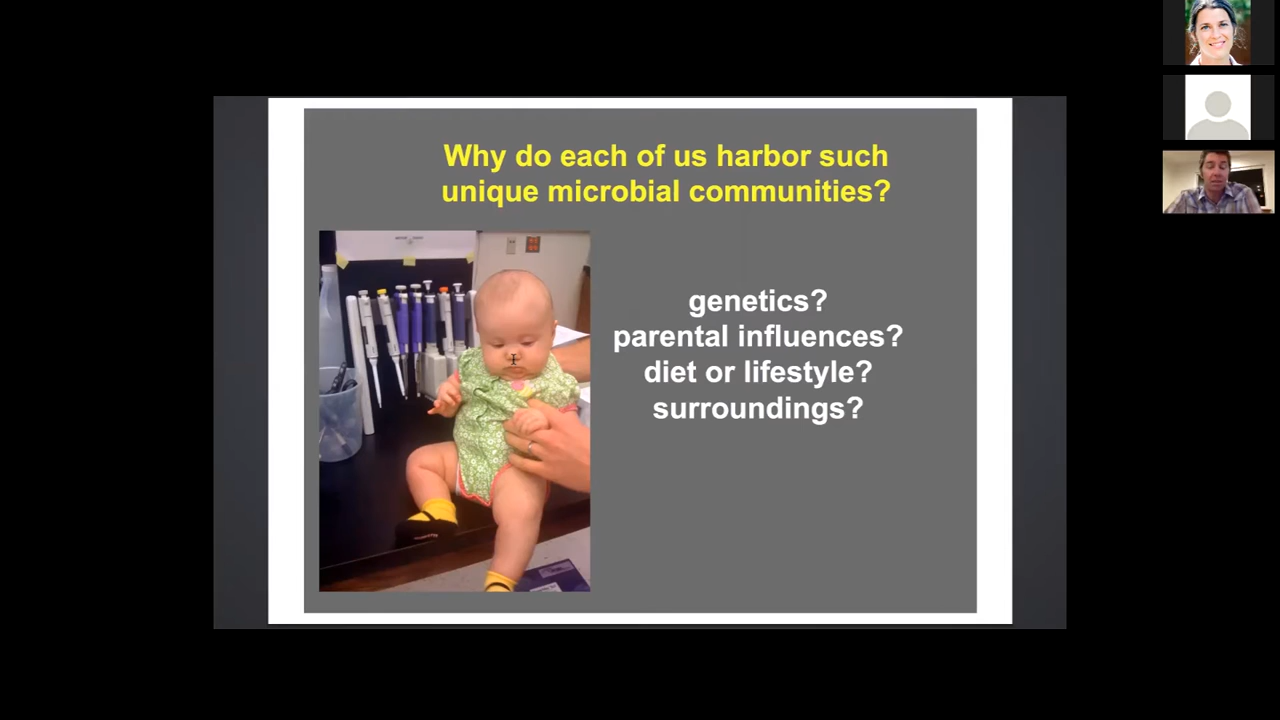 Why do each of us harbor such
unique microbial communities?
genetics?
parental influences?
diet or lifestyle?
surroundings?